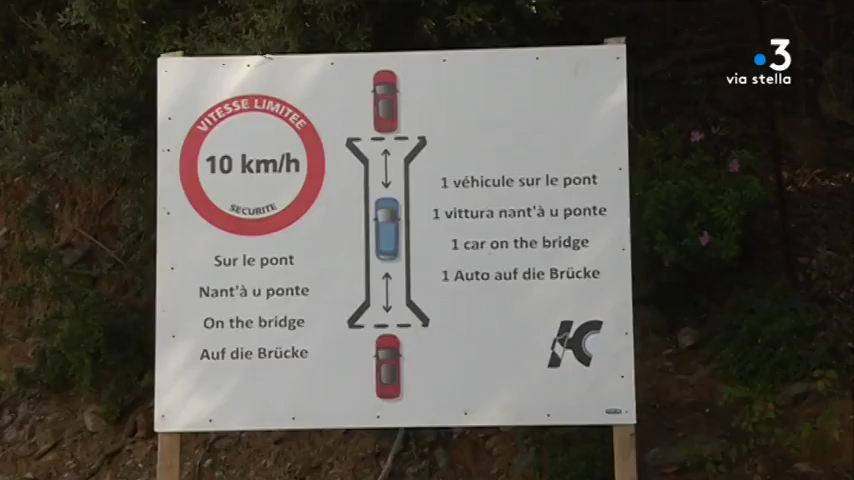 3
via stella
VITESSE LIMITEE
10 km/h
SECURITE
Sur le pont
Nant'à u ponte
On the bridge
Auf die Brücke
1 véhicule sur le pont
1 vittura nant'à u ponte
1 car on the bridge
1 Auto auf die Brücke